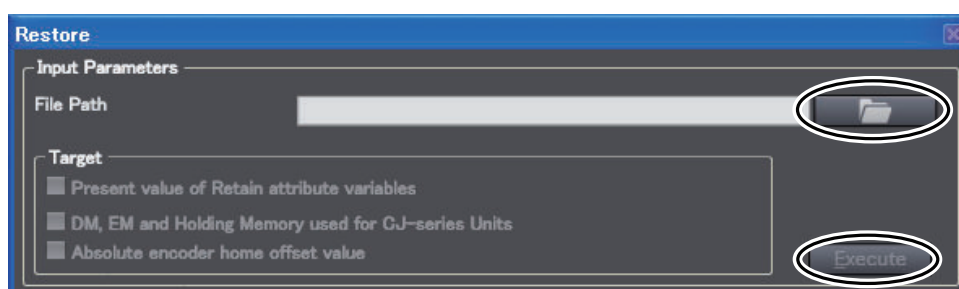 Restore
Input Parameters
File Path
Target
Present value of Retain attribute variables
DM, EM and Holding Memory used for CJ-series Units
Absolute encoder home offset value
Execute